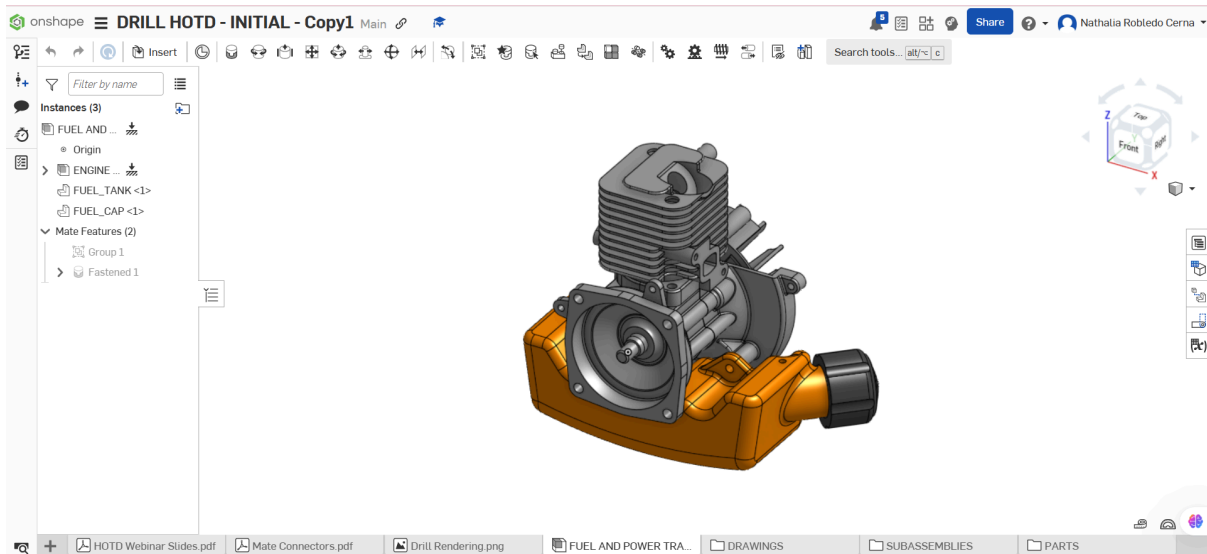 onshape DRILL HOTD - INITIAL - Copy1 Main 5 Share Nathalia Robledo Cerna
Insert Search tools... alt/⌥ c
Filter by name
Instances (3)
FUEL AND ...
Origin
ENGINE ...
FUEL_TANK <1>
FUEL_CAP <1>
Mate Features (2)
Group 1
Fastened 1
Z
Top
Y
Front
Right
X
(x)
HOTD Webinar Slides.pdf Mate Connectors.pdf Drill Rendering.png FUEL AND POWER TRA... DRAWINGS SUBASSEMBLIES PARTS